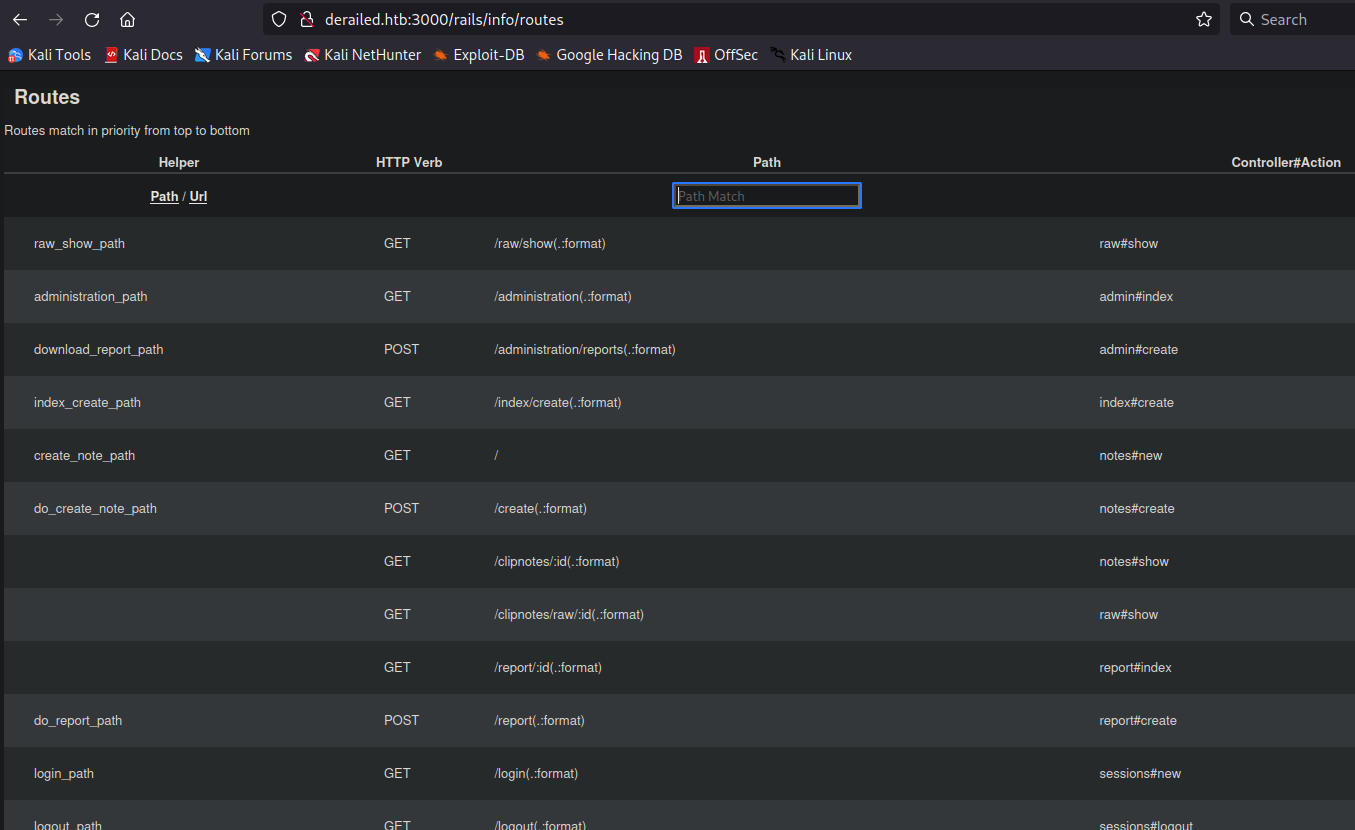 derailed.htb:3000/rails/info/routes
Search
Kali Tools Kali Docs Kali Forums Kali NetHunter Exploit-DB Google Hacking DB OffSec Kali Linux
Routes
Routes match in priority from top to bottom
Helper HTTP Verb Path Controller#Action
Path / Url Path Match
raw_show_path GET /raw/show(.:format) raw#show
administration_path GET /administration(.:format) admin#index
download_report_path POST /administration/reports(.:format) admin#create
index_create_path GET /index/create(.:format) index#create
create_note_path GET / notes#new
do_create_note_path POST /create(.:format) notes#create
GET /clipnotes/:id(.:format) notes#show
GET /clipnotes/raw/:id(.:format) raw#show
GET /report/:id(.:format) report#index
do_report_path POST /report(.:format) report#create
login_path GET /login(.:format) sessions#new
logout_path GET /logout(.:format) sessions#logout